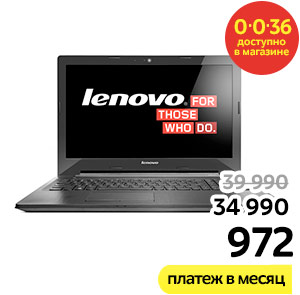 0·0·36
доступно
в магазине
lenovo. FOR
THOSE
WHO DO.
lenovo
39 990
34 990
972
платеж в месяц